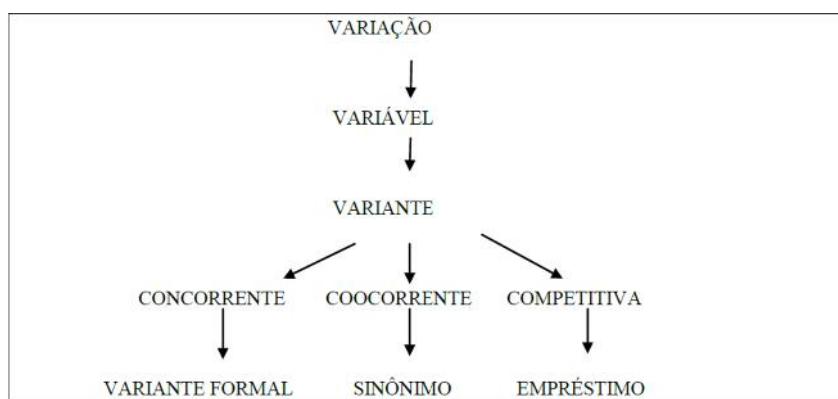 VARIAÇÃO
VARIÁVEL
VARIANTE
CONCORRENTE COOCORRENTE COMPETITIVA
VARIANTE FORMAL SINÔNIMO EMPRÉSTIMO